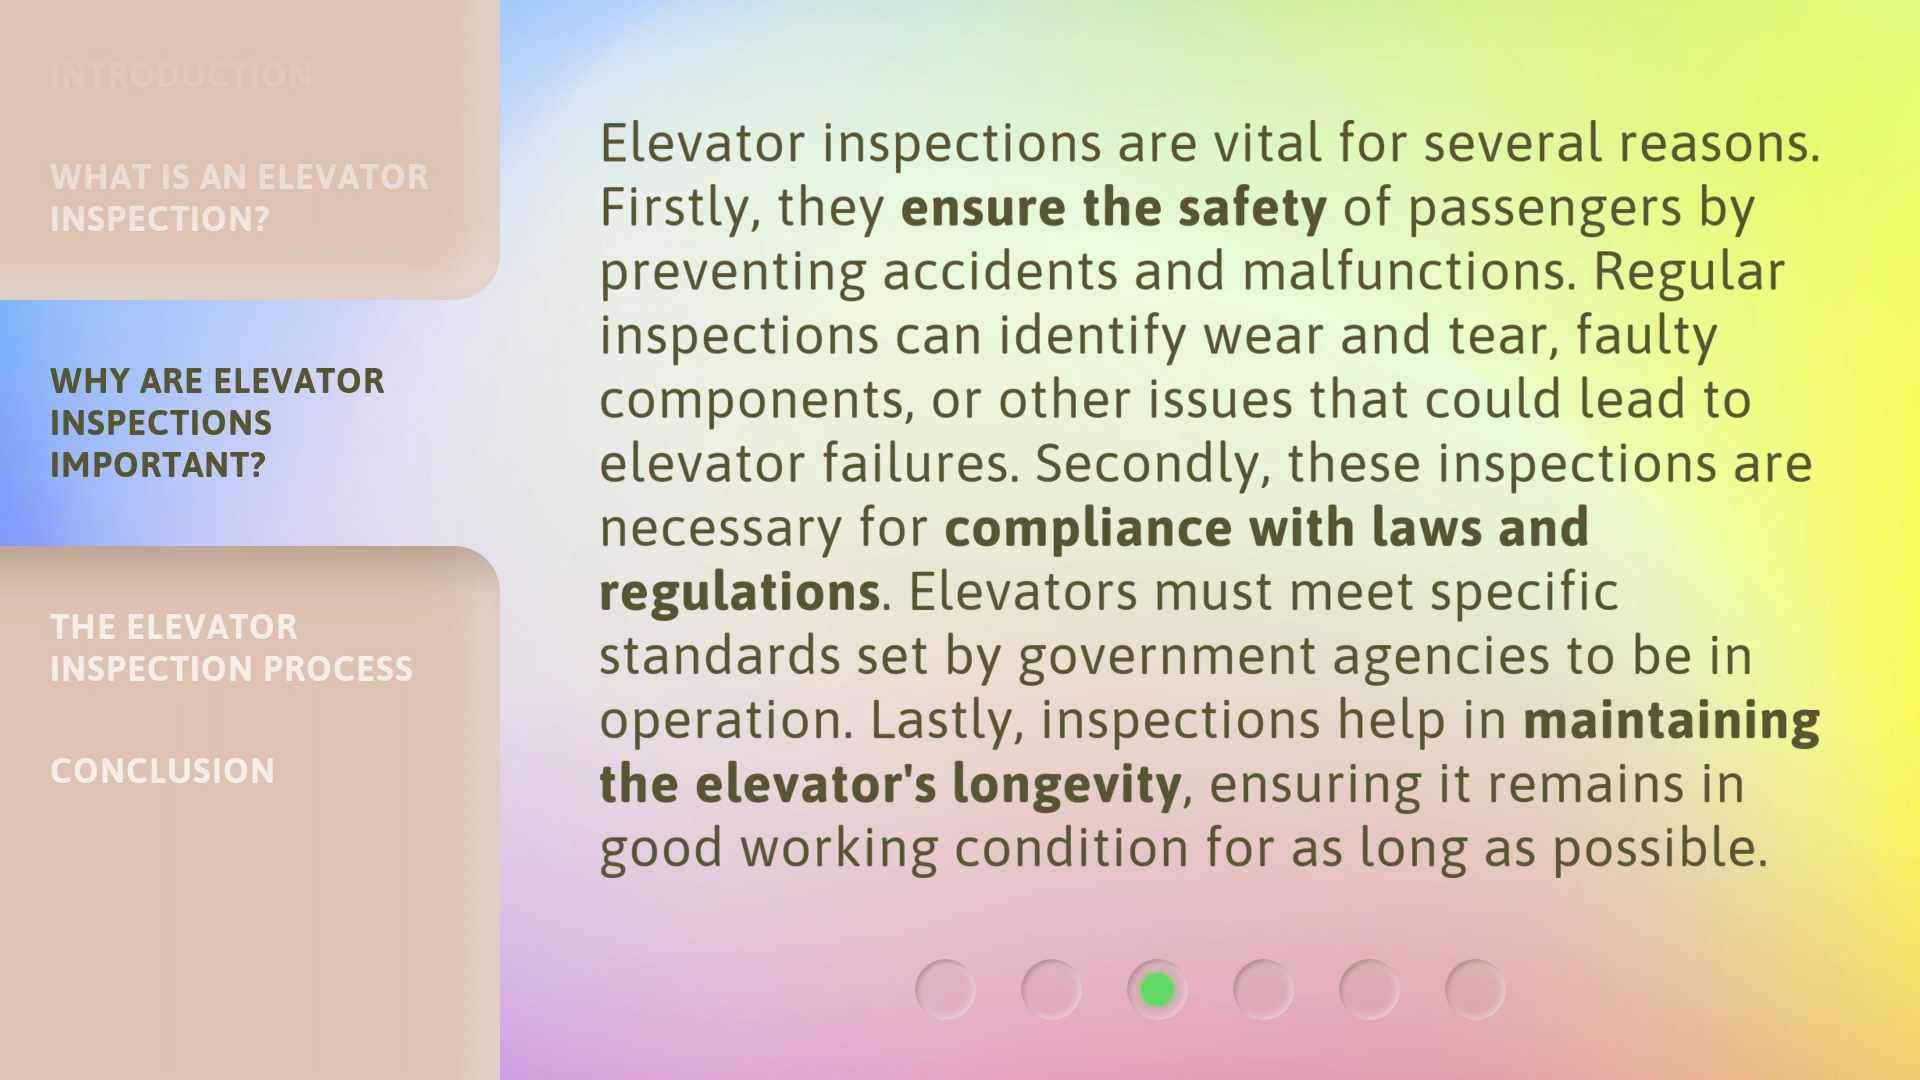 INTRODUCTION
WHAT IS AN ELEVATOR
INSPECTION?
WHY ARE ELEVATOR
INSPECTIONS
IMPORTANT?
THE ELEVATOR
INSPECTION PROCESS
CONCLUSION
Elevator inspections are vital for several reasons.
Firstly, they ensure the safety of passengers by
preventing accidents and malfunctions. Regular
inspections can identify wear and tear, faulty
components, or other issues that could lead to
elevator failures. Secondly, these inspections are
necessary for compliance with laws and
regulations. Elevators must meet specific
standards set by government agencies to be in
operation. Lastly, inspections help in maintaining
the elevator's longevity, ensuring it remains in
good working condition for as long as possible.